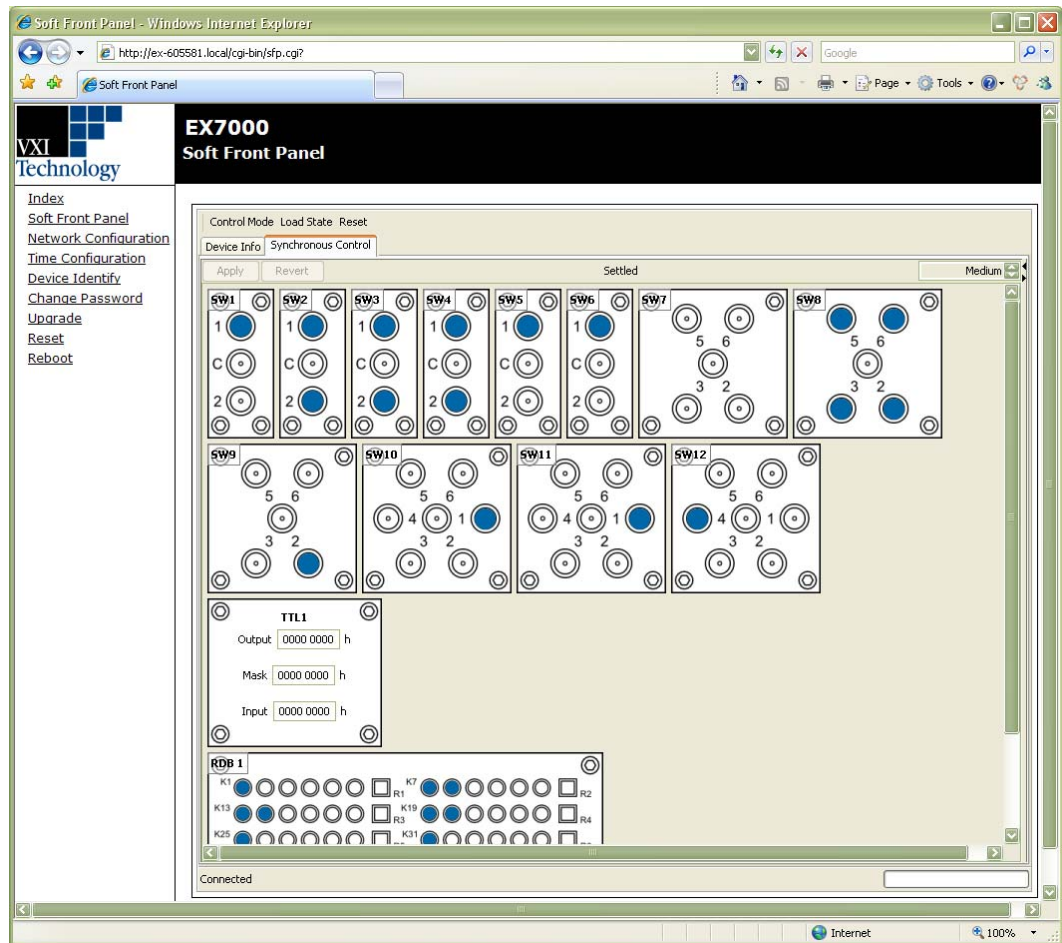 Soft Front Panel - Windows Internet Explorer
http://ex-605581.local/cgi-bin/sfp.cgi?
Google
Soft Front Panel
Page
Tools
VXI
Technology
EX7000
Soft Front Panel
Index
Soft Front Panel
Network Configuration
Time Configuration
Device Identify
Change Password
Upgrade
Reset
Reboot
Control Mode Load State Reset
Device Info Synchronous Control
Apply Revert Settled Medium
SW1 SW2 SW3 SW4 SW5 SW6 SW7 SW8
1 1 1 1 1 1
5 6 5 6
C C C C C C
3 2 3 2
2 2 2 2 2 2
SW9 SW10 SW11 SW12
5 6 5 6 5 6 5 6
4 1 4 1 4 1
3 2 3 2 3 2 3 2
TTL1
Output 0000 0000 h
Mask 0000 0000 h
Input 0000 0000 h
RDB 1
K1 R1 K7 R2
K13 R3 K19 R4
K25 K31
Connected
Internet 100%